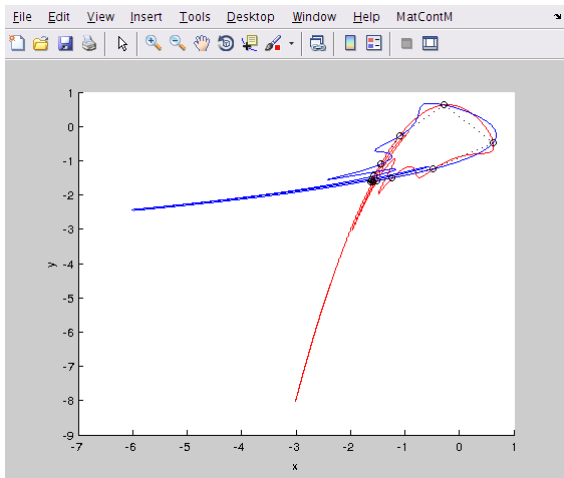 File Edit View Insert Tools Desktop Window Help MatContM
1
0
-1
-2
-3
-4
y
-5
-6
-7
-8
-9
-7 -6 -5 -4 -3 -2 -1 0 1
x